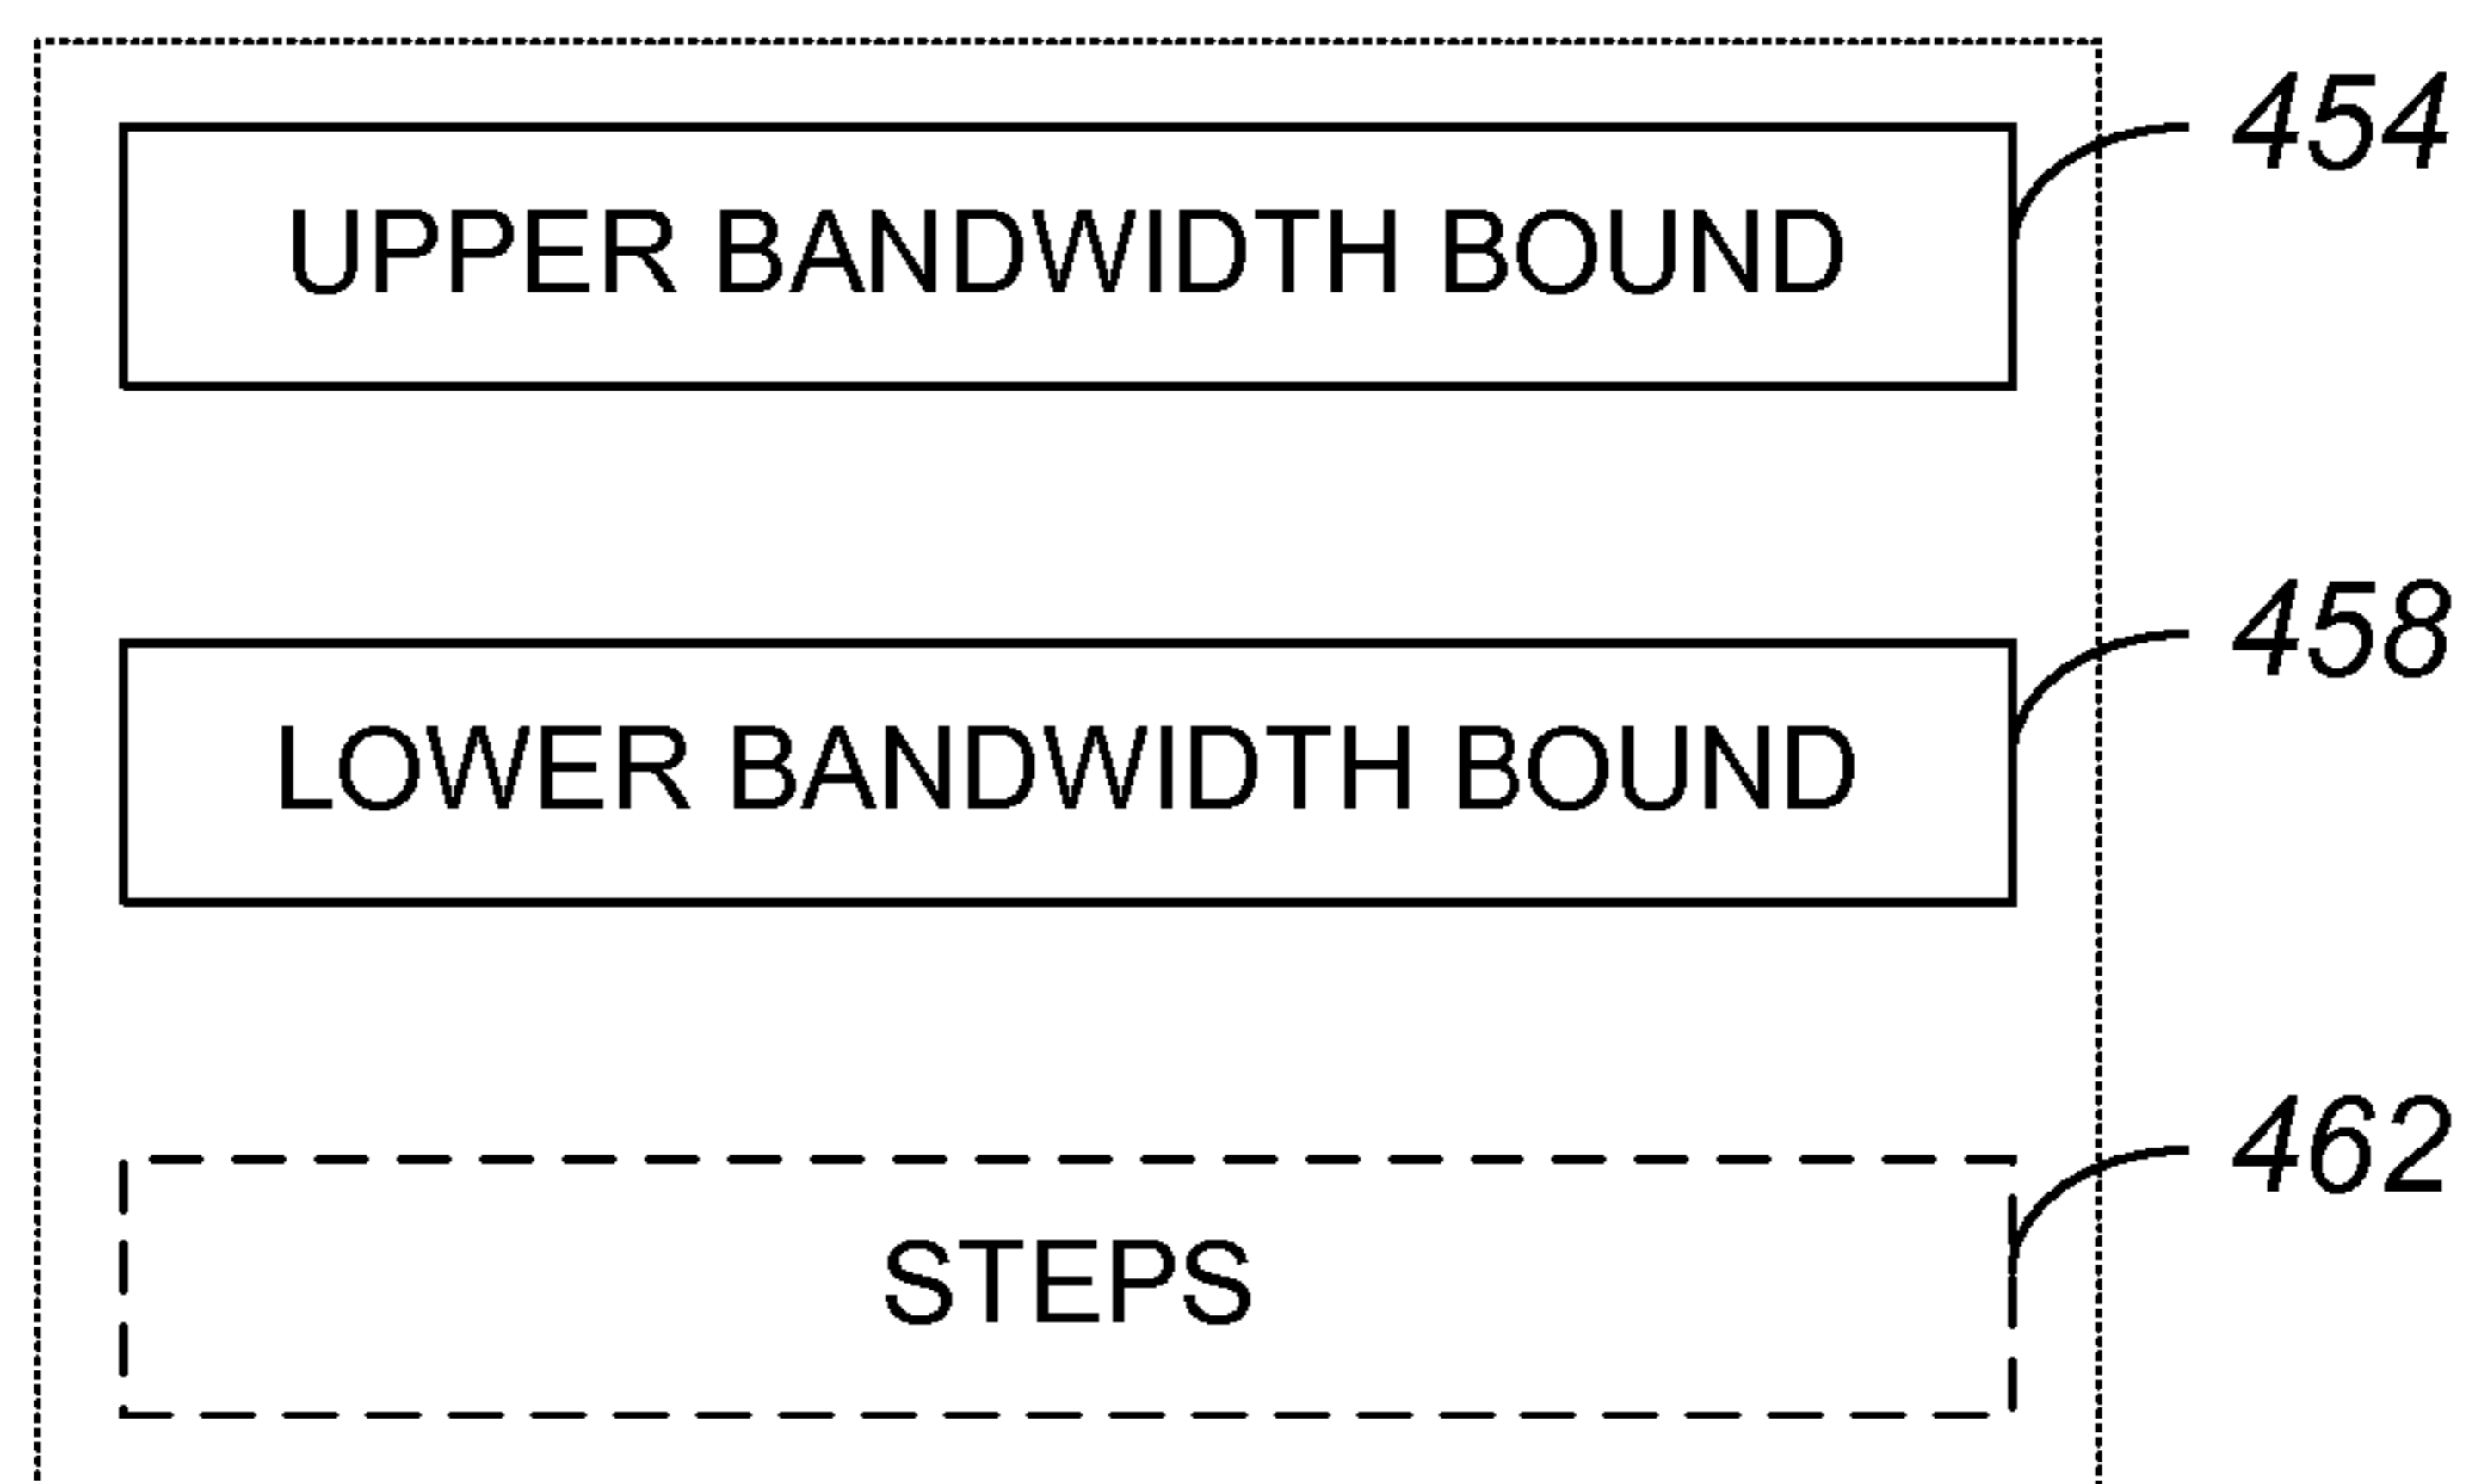 UPPER BANDWIDTH BOUND
454
LOWER BANDWIDTH BOUND
458
STEPS
462